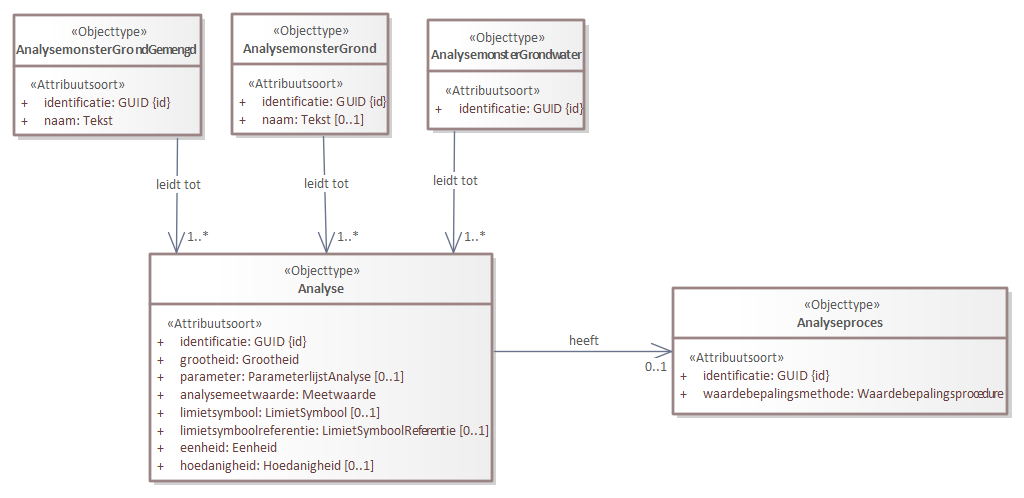 «Objecttype»
AnalysemonsterGrondGemengd
«Attribuutsoort»
+ identificatie: GUID {id}
+ naam: Tekst
«Objecttype»
AnalysemonsterGrond
«Attribuutsoort»
+ identificatie: GUID {id}
+ naam: Tekst [0..1]
«Objecttype»
AnalysemonsterGrondwater
«Attribuutsoort»
+ identificatie: GUID {id}
leidt tot
leidt tot
leidt tot
1..*
1..*
1..*
«Objecttype»
Analyse
«Attribuutsoort»
+ identificatie: GUID {id}
+ grootheid: Grootheid
+ parameter: ParameterlijstAnalyse [0..1]
+ analysemeetwaarde: Meetwaarde
+ limietsymbool: LimietSymbool [0..1]
+ limietsymboolreferentie: LimietSymboolReferentie [0..1]
+ eenheid: Eenheid
+ hoedanigheid: Hoedanigheid [0..1]
heeft
0..1
«Objecttype»
Analyseproces
«Attribuutsoort»
+ identificatie: GUID {id}
+ waardebepalingsmethode: Waardebepalingsprocedure